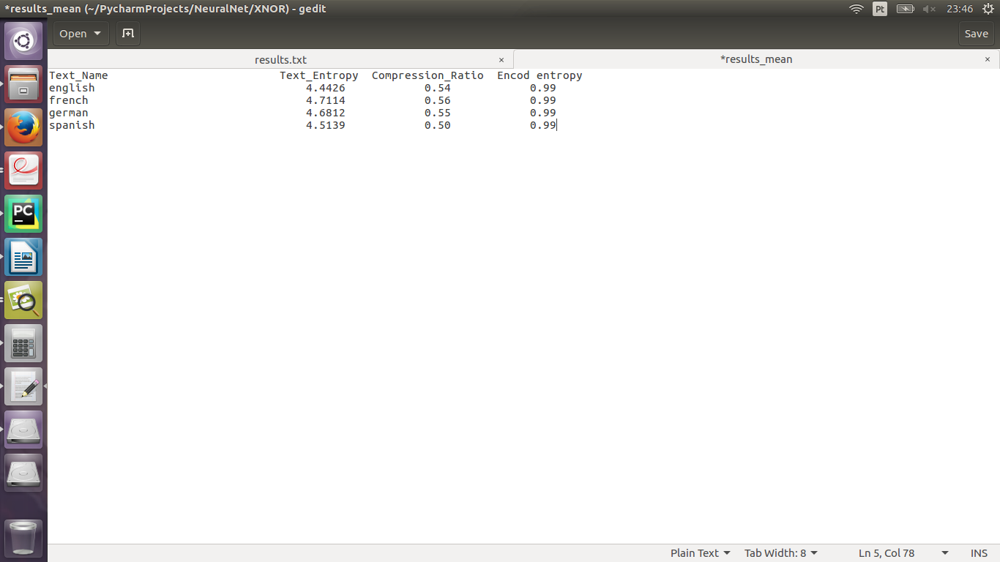 *results_mean (~/PycharmProjects/NeuralNet/XNOR) - gedit
Pt
23:46
Open
Save
results.txt
*results_mean
Text_Name Text_Entropy Compression_Ratio Encod entropy
english 4.4426 0.54 0.99
french 4.7114 0.56 0.99
german 4.6812 0.55 0.99
spanish 4.5139 0.50 0.99
PC
Plain Text Tab Width: 8 Ln 5, Col 78 INS